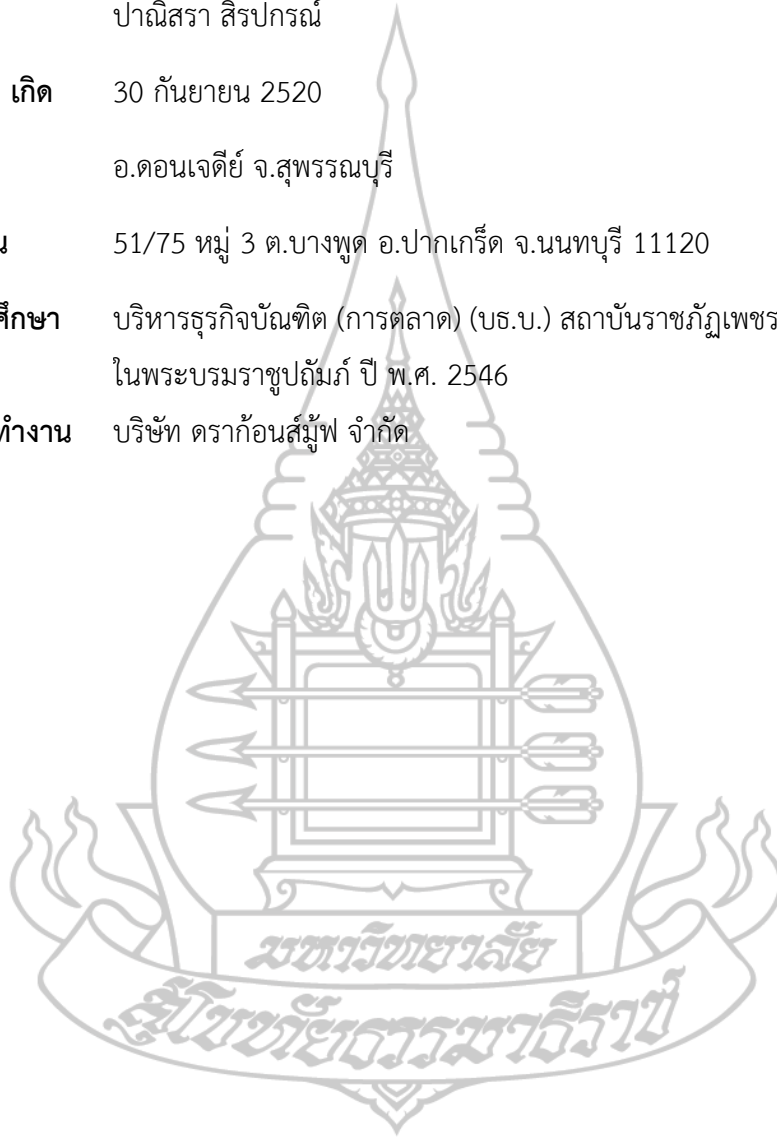 ปาณิสรา สิรปกรณ์
เกิด 30 กันยายน 2520
อ.ดอนเจดีย์ จ.สุพรรณบุรี
51/75 หมู่ 3 ต.บางพูด อ.ปากเกร็ด จ.นนทบุรี 11120
ศึกษา บริหารธุรกิจบัณฑิต (การตลาด) (บธ.บ.) สถาบันราชภัฏเพชร
ในพระบรมราชูปถัมภ์ ปี พ.ศ. 2546
ทำงาน บริษัท ดราก้อนส์มู้ฟ จำกัด
มหาวิทยาลัย
สุโขทัยธรรมาธิราช